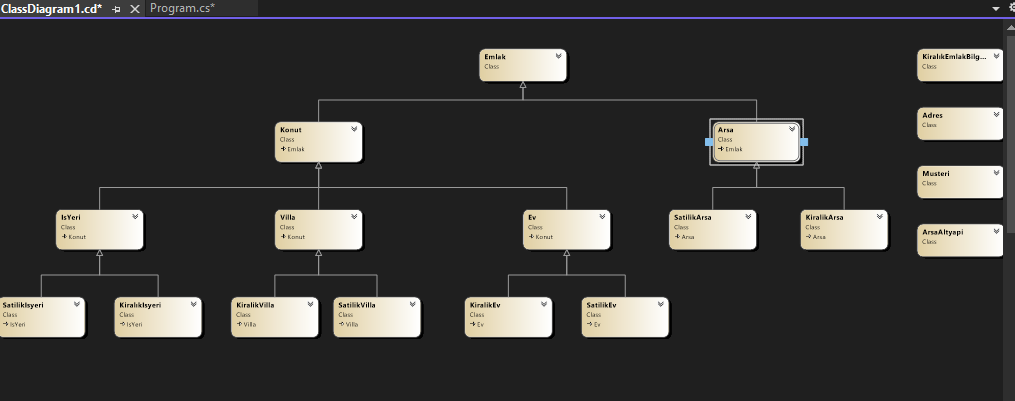 ClassDiagram1.cd*
Program.cs*
Emlak
Class
KiralıkEmlakBilg...
Class
Konut
Class
Emlak
Arsa
Class
Emlak
Adres
Class
Musteri
Class
IsYeri
Class
Konut
Villa
Class
Konut
Ev
Class
Konut
SatilikArsa
Class
Arsa
KiralikArsa
Class
Arsa
ArsaAltyapi
Class
SatilikIsyeri
Class
IsYeri
KiralıkIsyeri
Class
IsYeri
KiralikVilla
Class
Villa
SatilikVilla
Class
Villa
KiralikEv
Class
Ev
SatilikEv
Class
Ev